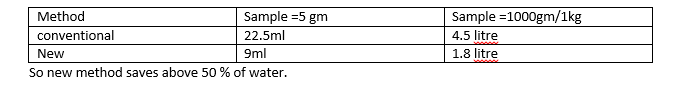 Method Sample =5 gm Sample =1000gm/1kg
conventional 22.5ml 4.5 litre
New 9ml 1.8 litre
So new method saves above 50 % of water.